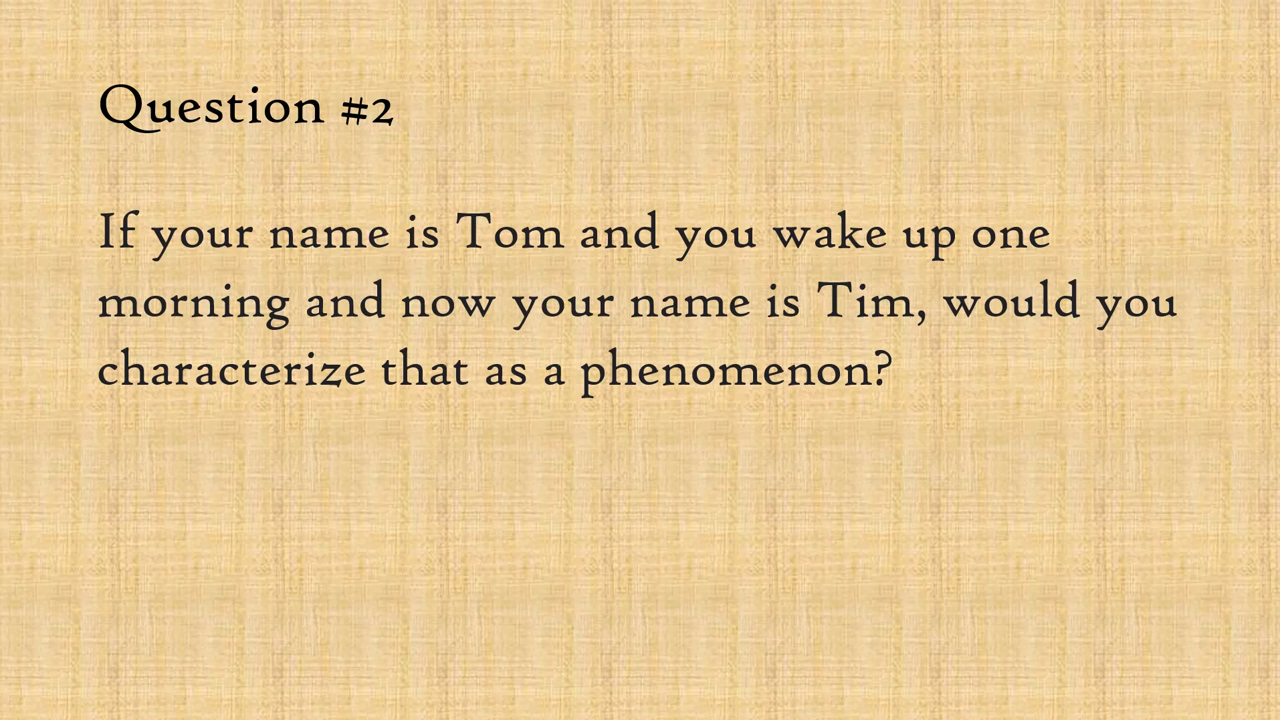 Question #2
If your name is Tom and you wake up one
morning and now your name is Tim, would you
characterize that as a phenomenon?